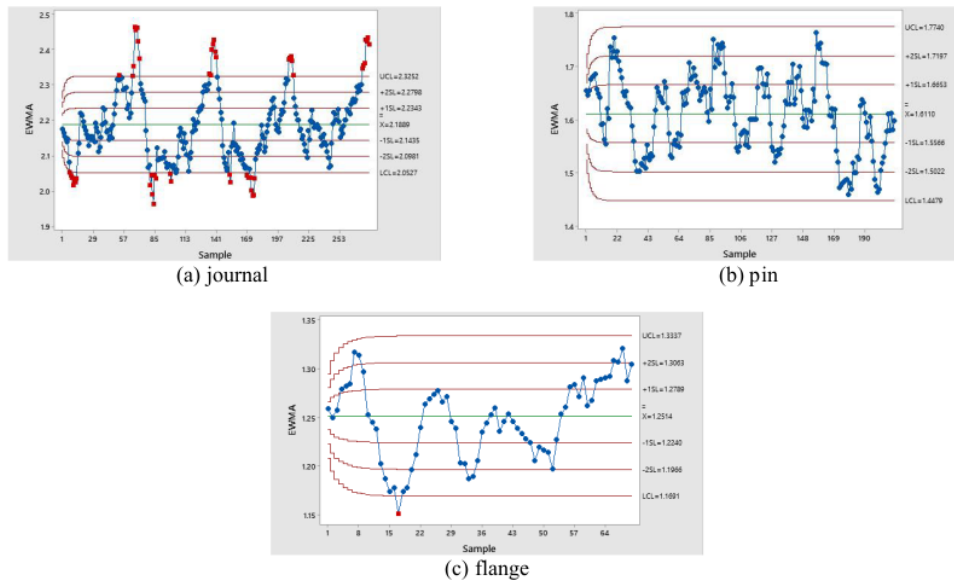 2.5
2.4
2.3
2.2
2.1
2.0
1.9
EWMA
1 29 57 85 113 141 169 197 225 253
Sample
UCL=2.3252
+2SL=2.2798
+1SL=2.2343
X=2.1889
-1SL=2.1435
-2SL=2.0981
LCL=2.0527
(a) journal
1.8
1.7
1.6
1.5
1.4
EWMA
1 22 43 64 85 106 127 148 169 190
Sample
UCL=1.7740
+2SL=1.7197
+1SL=1.6653
X=1.6110
-1SL=1.5566
-2SL=1.5022
LCL=1.4479
(b) pin
1.35
1.30
1.25
1.20
1.15
EWMA
1 8 15 22 29 36 43 50 57 64
Sample
UCL=1.3337
+2SL=1.3063
+1SL=1.2789
X=1.2514
-1SL=1.2240
-2SL=1.1966
LCL=1.1691
(c) flange